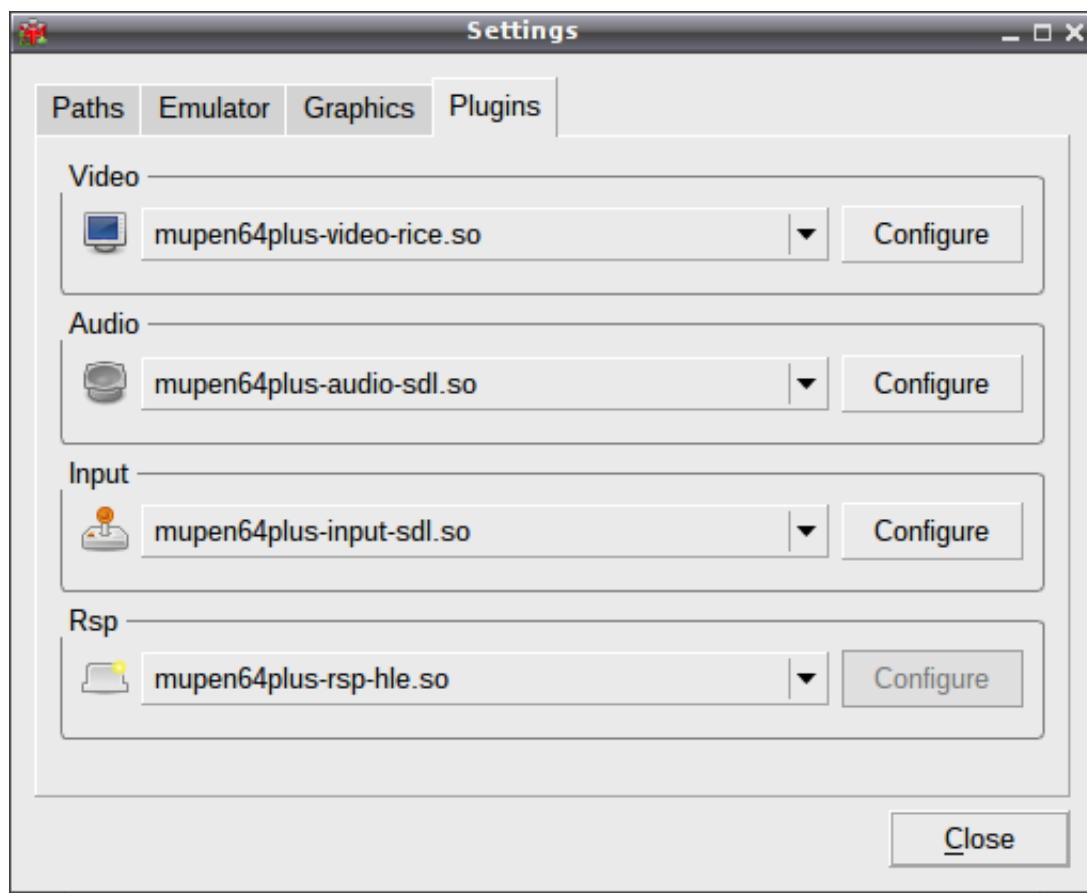 Settings
Paths Emulator Graphics Plugins
Video
mupen64plus-video-rice.so Configure
Audio
mupen64plus-audio-sdl.so Configure
Input
mupen64plus-input-sdl.so Configure
Rsp
mupen64plus-rsp-hle.so Configure
Close